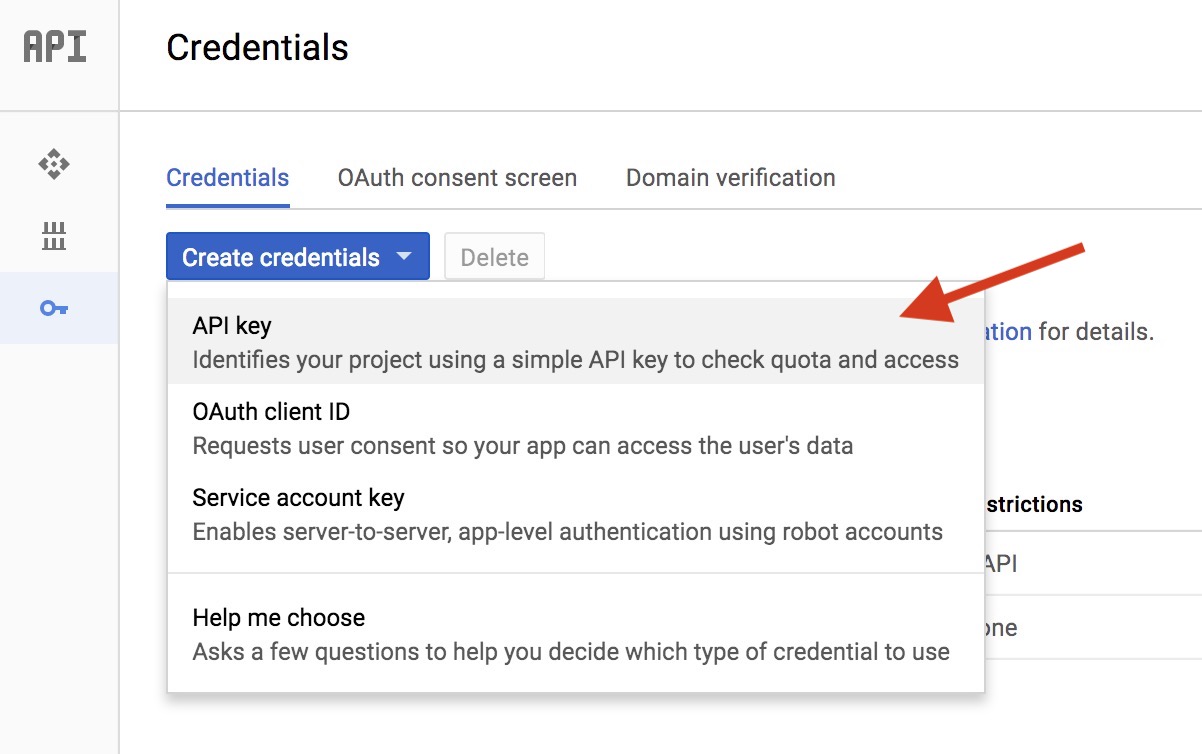 API
Credentials
Credentials OAuth consent screen Domain verification
Create credentials Delete
API key
Identifies your project using a simple API key to check quota and access
for details.
OAuth client ID
Requests user consent so your app can access the user's data
Service account key
Enables server-to-server, app-level authentication using robot accounts
API
Help me choose
Asks a few questions to help you decide which type of credential to use